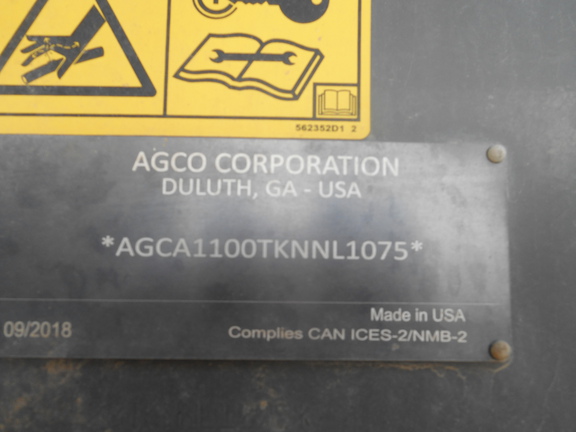 562352D1 2
AGCO CORPORATION
DULUTH, GA - USA
*AGCA1100TKNNL1075*
Made in USA
09/2018
Complies CAN ICES-2/NMB-2